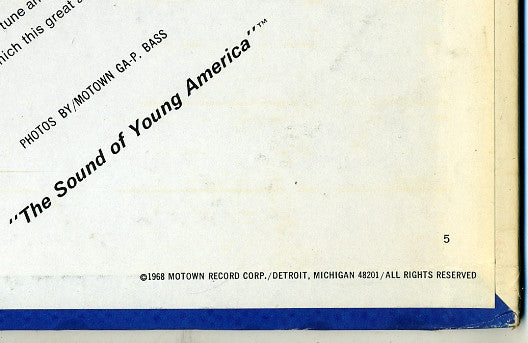 tune an
hich this great a
PHOTOS BY/MOTOWN GA-P. BASS
"The Sound of Young America"™
5
©1968 MOTOWN RECORD CORP./DETROIT, MICHIGAN 48201/ALL RIGHTS RESERVED